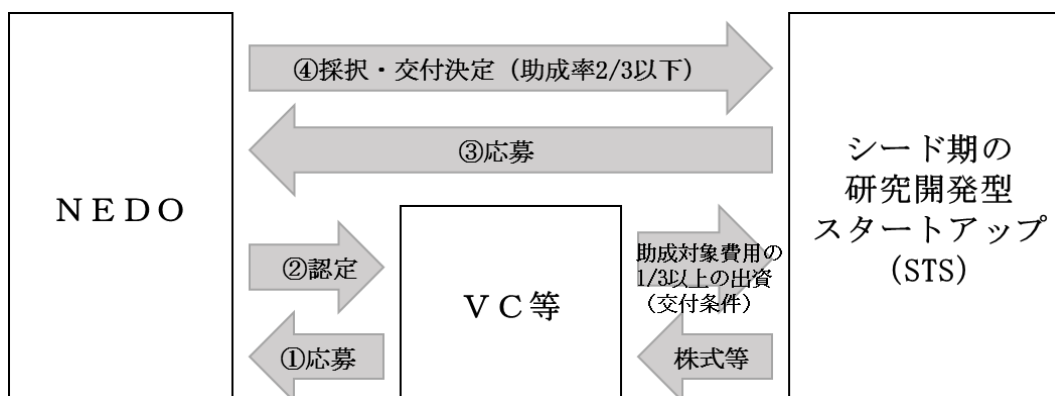 ④採択・交付決定（助成率2/3以下）
③応募
ＮＥＤＯ
シード期の
研究開発型
スタートアップ
（STS）
②認定
ＶＣ等
助成対象費用の
1/3以上の出資
（交付条件）
①応募
株式等